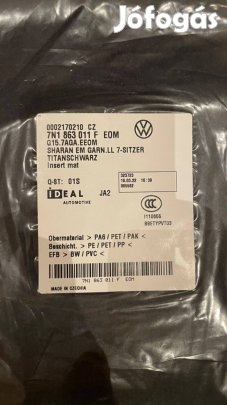 Jófogás
0002170210 CZ
7N1 863 011 F EOM
G15.7AGA.EEOM
SHARAN EM GARN.LL 7-SITZER
TITANSCHWARZ
Insert mat
Q-ST: 01S
IDEAL
AUTOMOTIVE
JA2
Obermaterial > PA6 / PET / PAK <
Beschicht. > PE / PET / PP <
EFB > BW / PVC <
7N1 863 011 F EOM
MADE IN CZECHIA